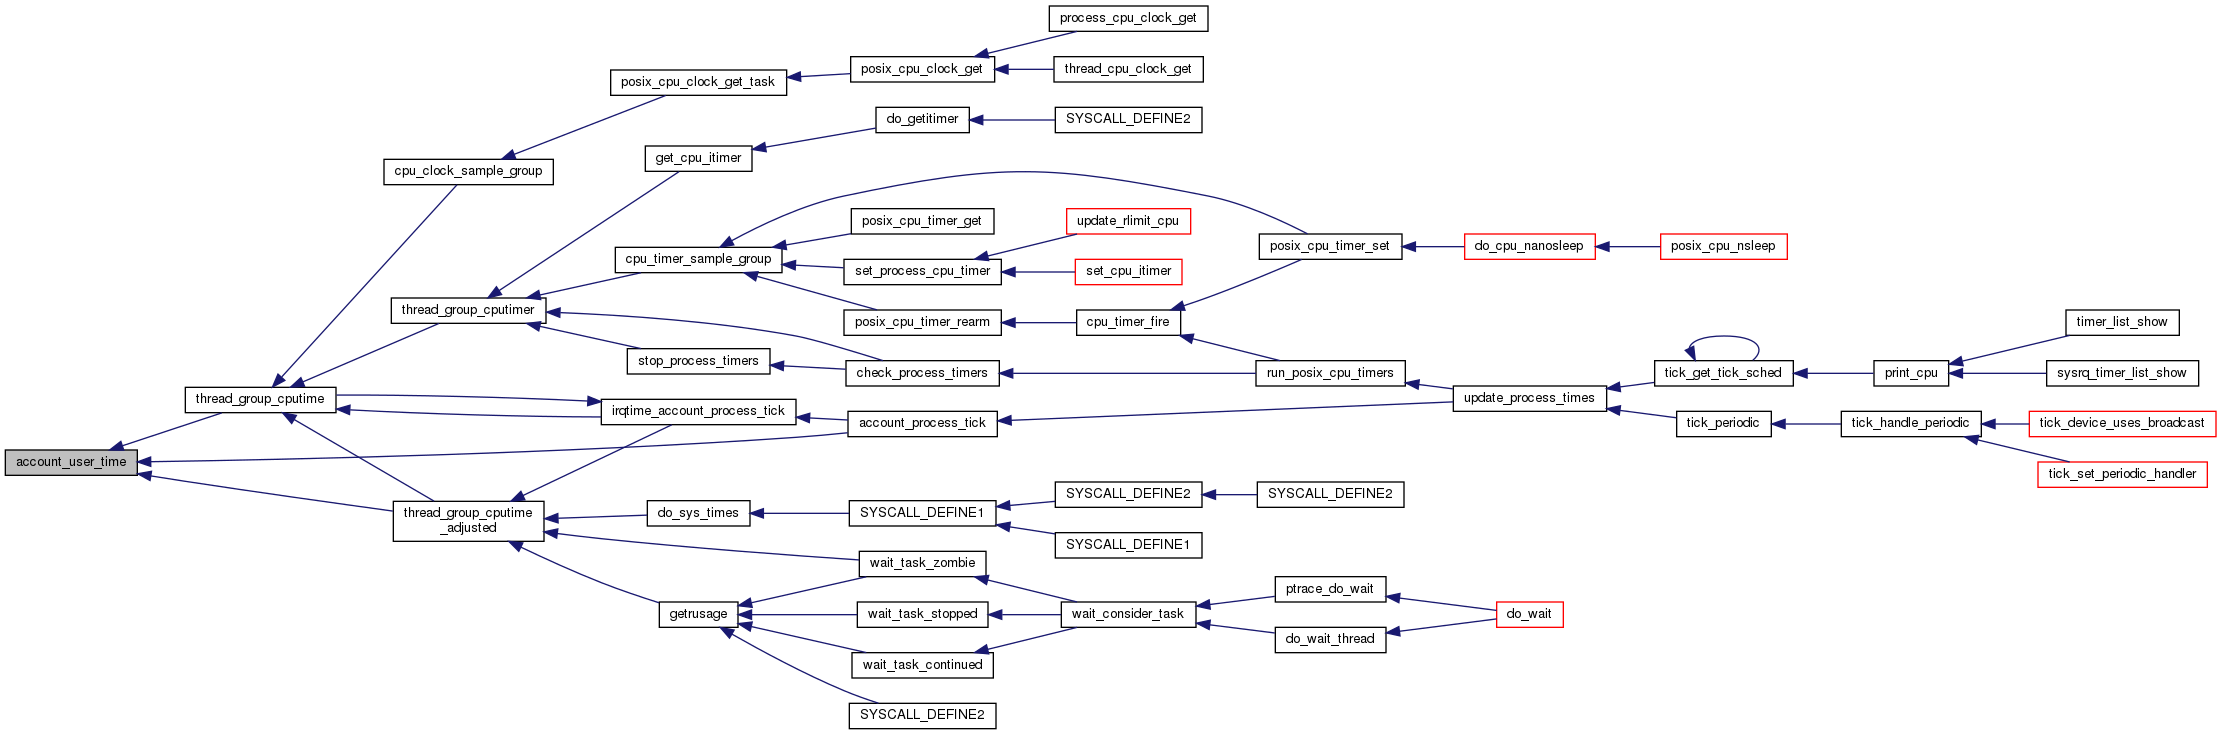 process_cpu_clock_get
posix_cpu_clock_get_task
posix_cpu_clock_get
thread_cpu_clock_get
do_getitimer
SYSCALL_DEFINE2
get_cpu_itimer
cpu_clock_sample_group
posix_cpu_timer_get
update_rlimit_cpu
cpu_timer_sample_group
set_process_cpu_timer
set_cpu_itimer
posix_cpu_timer_set
do_cpu_nanosleep
posix_cpu_nsleep
thread_group_cputimer
posix_cpu_timer_rearm
cpu_timer_fire
timer_list_show
stop_process_timers
check_process_timers
run_posix_cpu_timers
tick_get_tick_sched
print_cpu
sysrq_timer_list_show
thread_group_cputime
irqtime_account_process_tick
account_process_tick
update_process_times
tick_periodic
tick_handle_periodic
tick_device_uses_broadcast
account_user_time
tick_set_periodic_handler
thread_group_cputime
_adjusted
do_sys_times
SYSCALL_DEFINE1
SYSCALL_DEFINE2
SYSCALL_DEFINE2
SYSCALL_DEFINE1
wait_task_zombie
getrusage
wait_task_stopped
wait_consider_task
ptrace_do_wait
do_wait
do_wait_thread
wait_task_continued
SYSCALL_DEFINE2